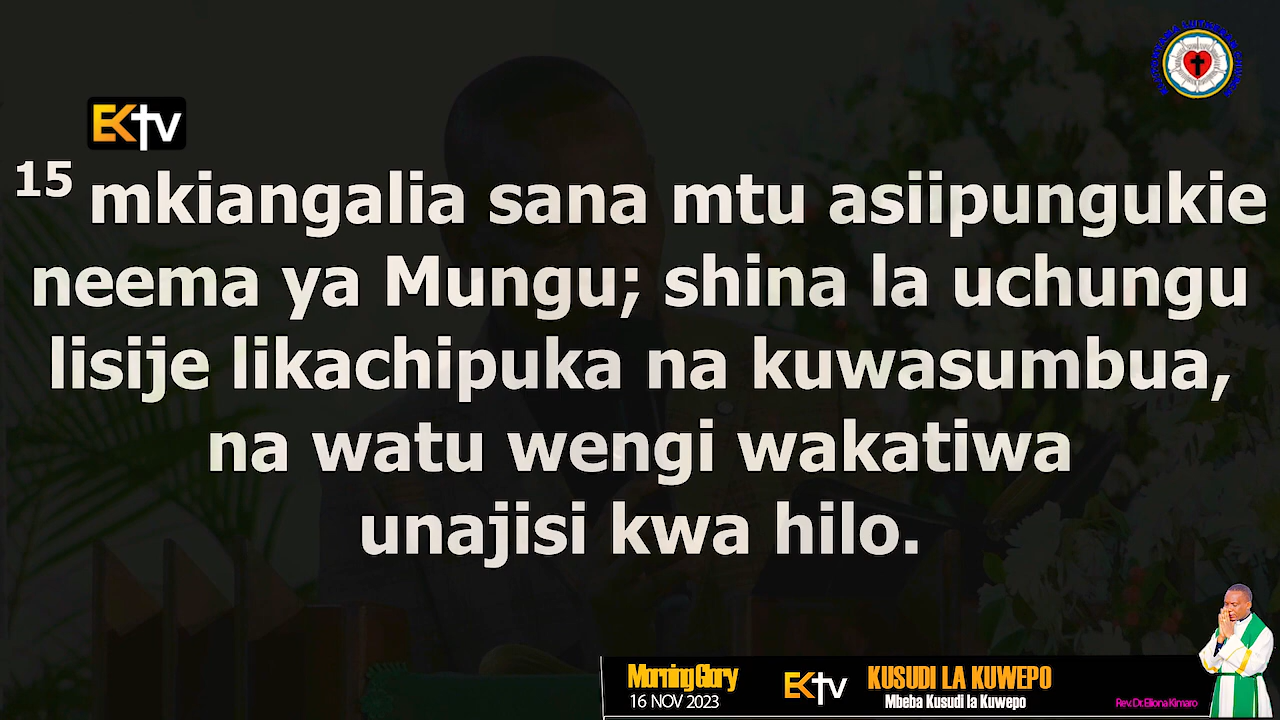 EKTV
15 mkiangalia sana mtu asiipungukie
neema ya Mungu; shina la uchungu
lisije likachipuka na kuwasumbua,
na watu wengi wakatiwa
unajisi kwa hilo.
Morning Glory
16 NOV 2023
EKTV
KUSUDI LA KUWEPO
Mbeba Kusudi la Kuwepo
Rev. Dr. Eliona Kimaro